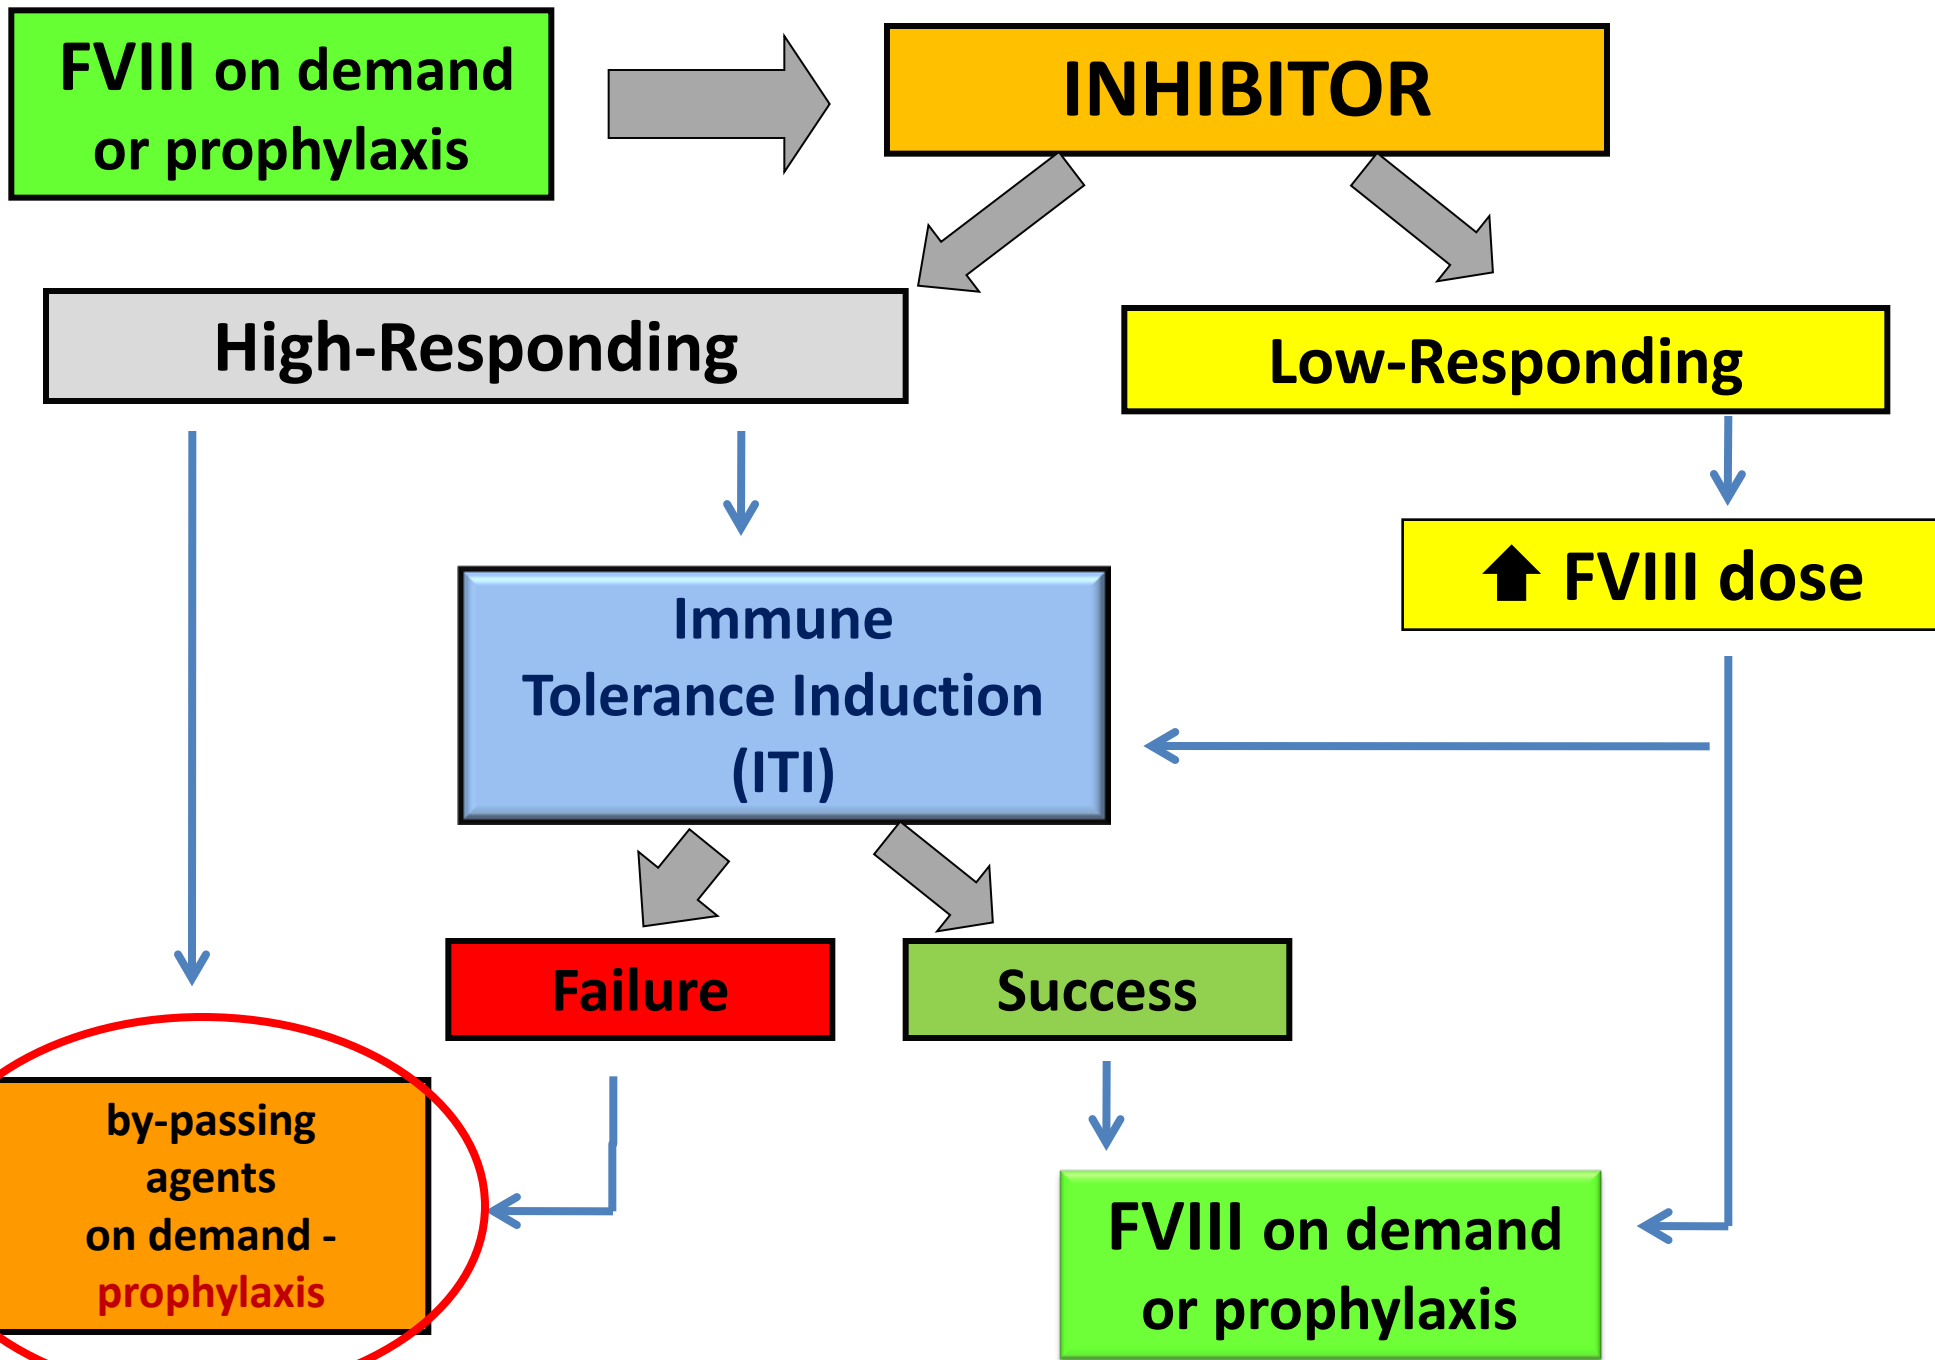 FVIII on demand
or prophylaxis
INHIBITOR
High-Responding
Low-Responding
FVIII dose
Immune
Tolerance Induction
(ITI)
Failure
Success
by-passing
agents
on demand -
prophylaxis
FVIII on demand
or prophylaxis